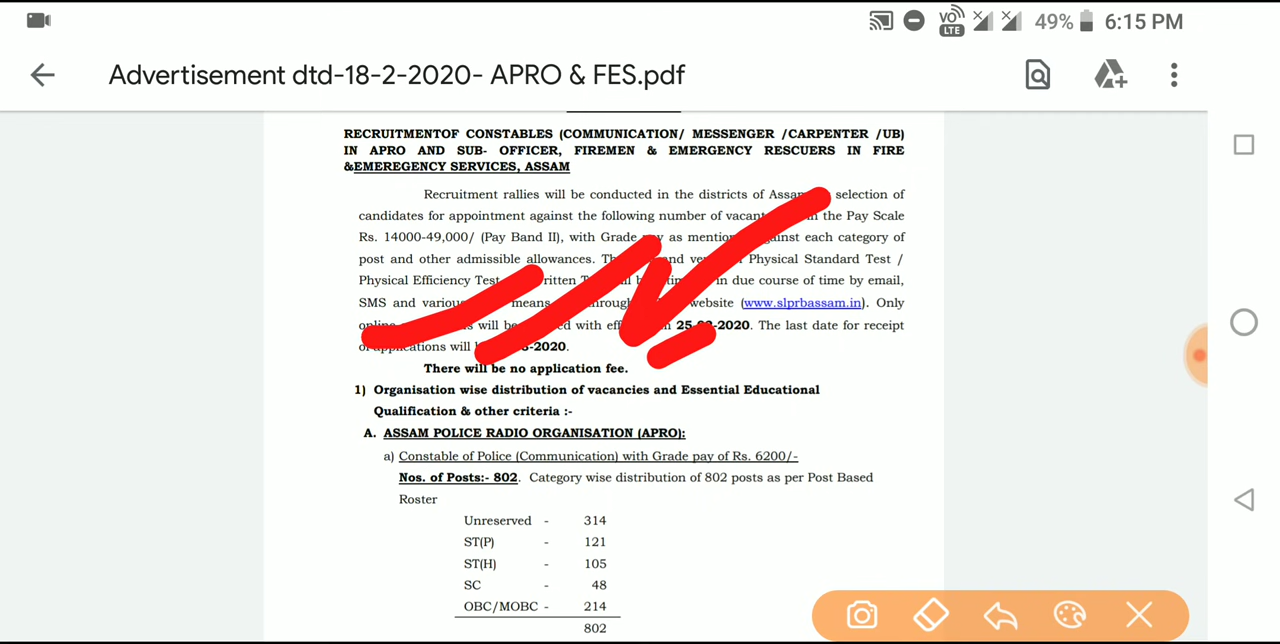 VO LTE 49% 6:15 PM
Advertisement dtd-18-2-2020- APRO & FES.pdf
RECRUITMENTOF CONSTABLES (COMMUNICATION/ MESSENGER /CARPENTER /UB)
IN APRO AND SUB- OFFICER, FIREMEN & EMERGENCY RESCUERS IN FIRE
&EMEREGENCY SERVICES, ASSAM
Recruitment rallies will be conducted in the districts of Assam selection of
candidates for appointment against the following number of the Pay Scale
Rs. 14000-49,000/ (Pay Band II), with Grade pay as each category of
post and other admissible allowances. Physical Standard Test /
Physical Efficiency Test in due course of time by email,
SMS and means website (www.slprbassam.in). Only
will be with The last date for receipt
will
There will be no application fee.
1) Organisation wise distribution of vacancies and Essential Educational
Qualification & other criteria :-
A. ASSAM POLICE RADIO ORGANISATION (APRO):
a) Constable of Police (Communication) with Grade pay of Rs. 6200/-
Nos. of Posts:- 802. Category wise distribution of 802 posts as per Post Based
Roster
Unreserved - 314
ST(P) - 121
ST(H) - 105
SC - 48
OBC/MOBC - 214
802